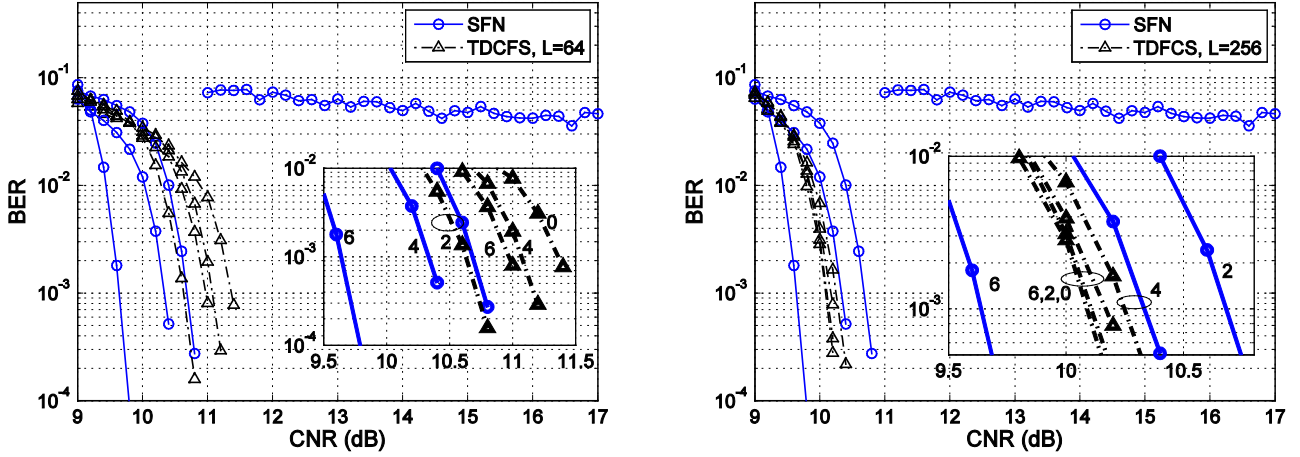 SFN
TDCFS, L=64
BER
10^-1
10^-2
10^-3
10^-4
9 10 11 12 13 14 15 16 17
CNR (dB)
10^-2
10^-3
10^-4
9.5 10 10.5 11 11.5
6 4 2 6 4 0
SFN
TDFCS, L=256
BER
10^-1
10^-2
10^-3
10^-4
9 10 11 12 13 14 15 16 17
CNR (dB)
10^-2
10^-3
9.5 10 10.5
6 6,2,0 4 2